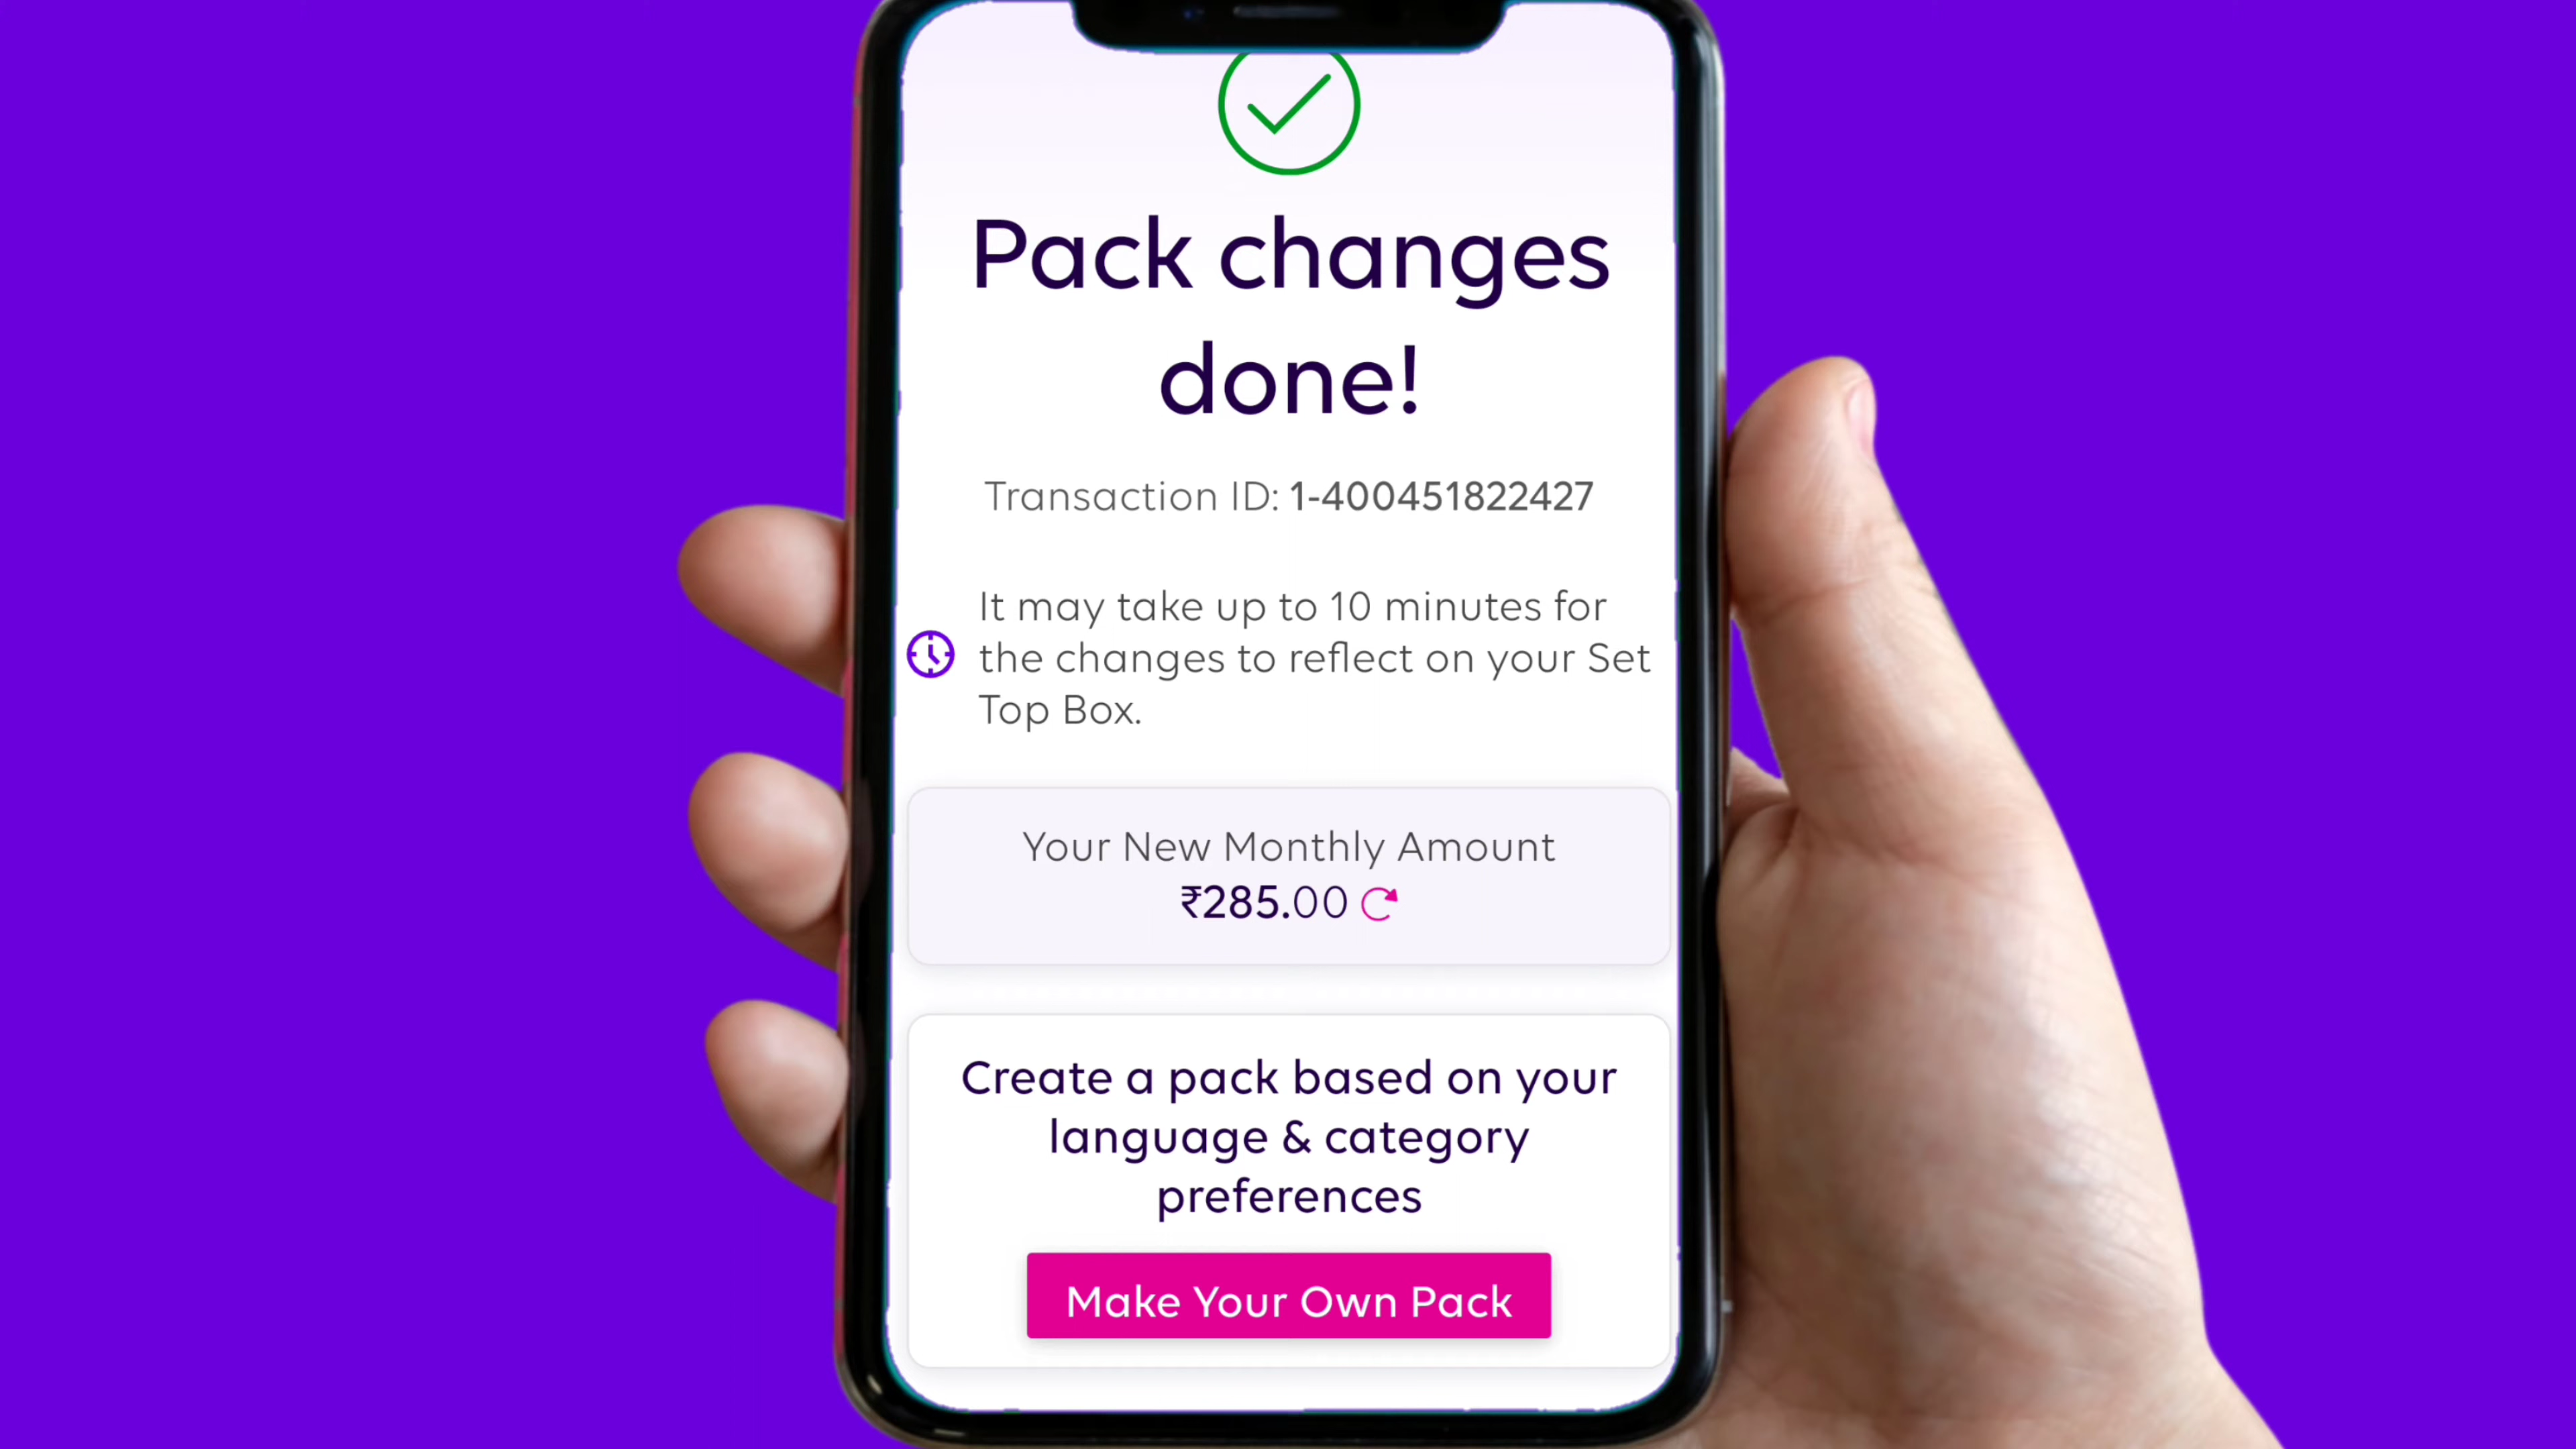 Pack changes
done!
Transaction ID: 1-400451822427
It may take up to 10 minutes for
the changes to reflect on your Set
Top Box.
Your New Monthly Amount
₹285.00
Create a pack based on your
language & category
preferences
Make Your Own Pack